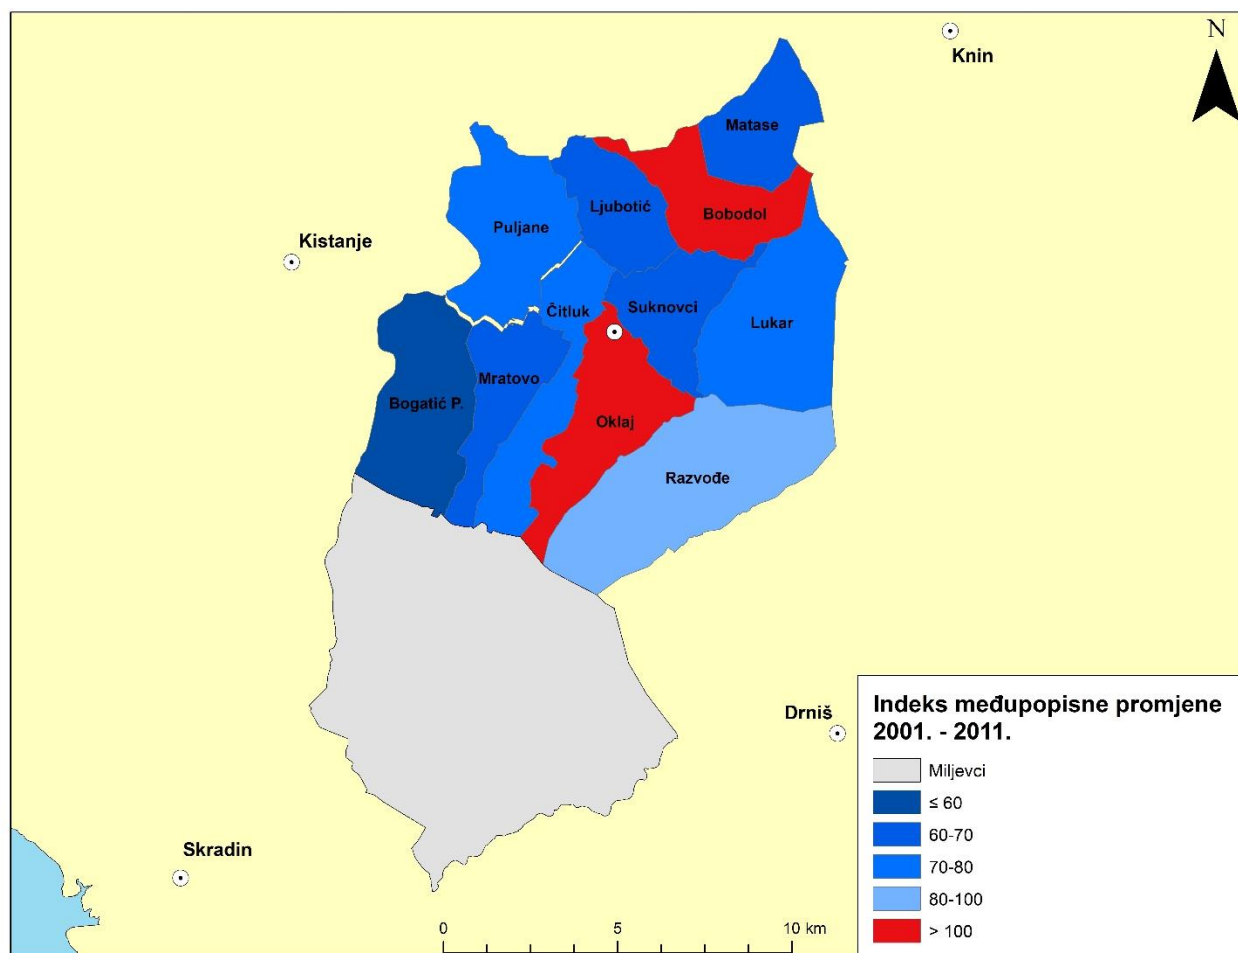 N
Knin
Matase
Ljubotić
Bobodol
Puljane
Kistanje
Čitluk
Suknovci
Lukar
Mratovo
Bogatić P.
Oklaj
Razvođe
Drniš
Skradin
Indeks međupopisne promjene
2001. - 2011.
Miljevci
≤ 60
60-70
70-80
80-100
> 100
0 5 10 km